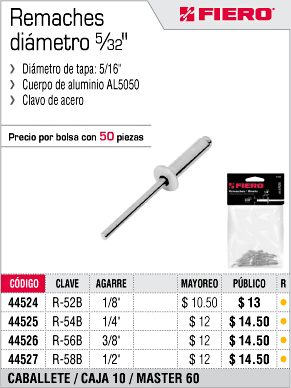 Remaches
diámetro 5/32"
FIERO®
Diámetro de tapa: 5/16"
Cuerpo de aluminio AL5050
Clavo de acero
Precio por bolsa con 50 piezas
FIERO
CÓDIGO CLAVE AGARRE MAYOREO PÚBLICO R
44524 R-52B 1/8" $ 10.50 $ 13
44525 R-54B 1/4" $ 12 $ 14.50
44526 R-56B 3/8" $ 12 $ 14.50
44527 R-58B 1/2" $ 12 $ 14.50
CABALLETE / CAJA 10 / MASTER 60